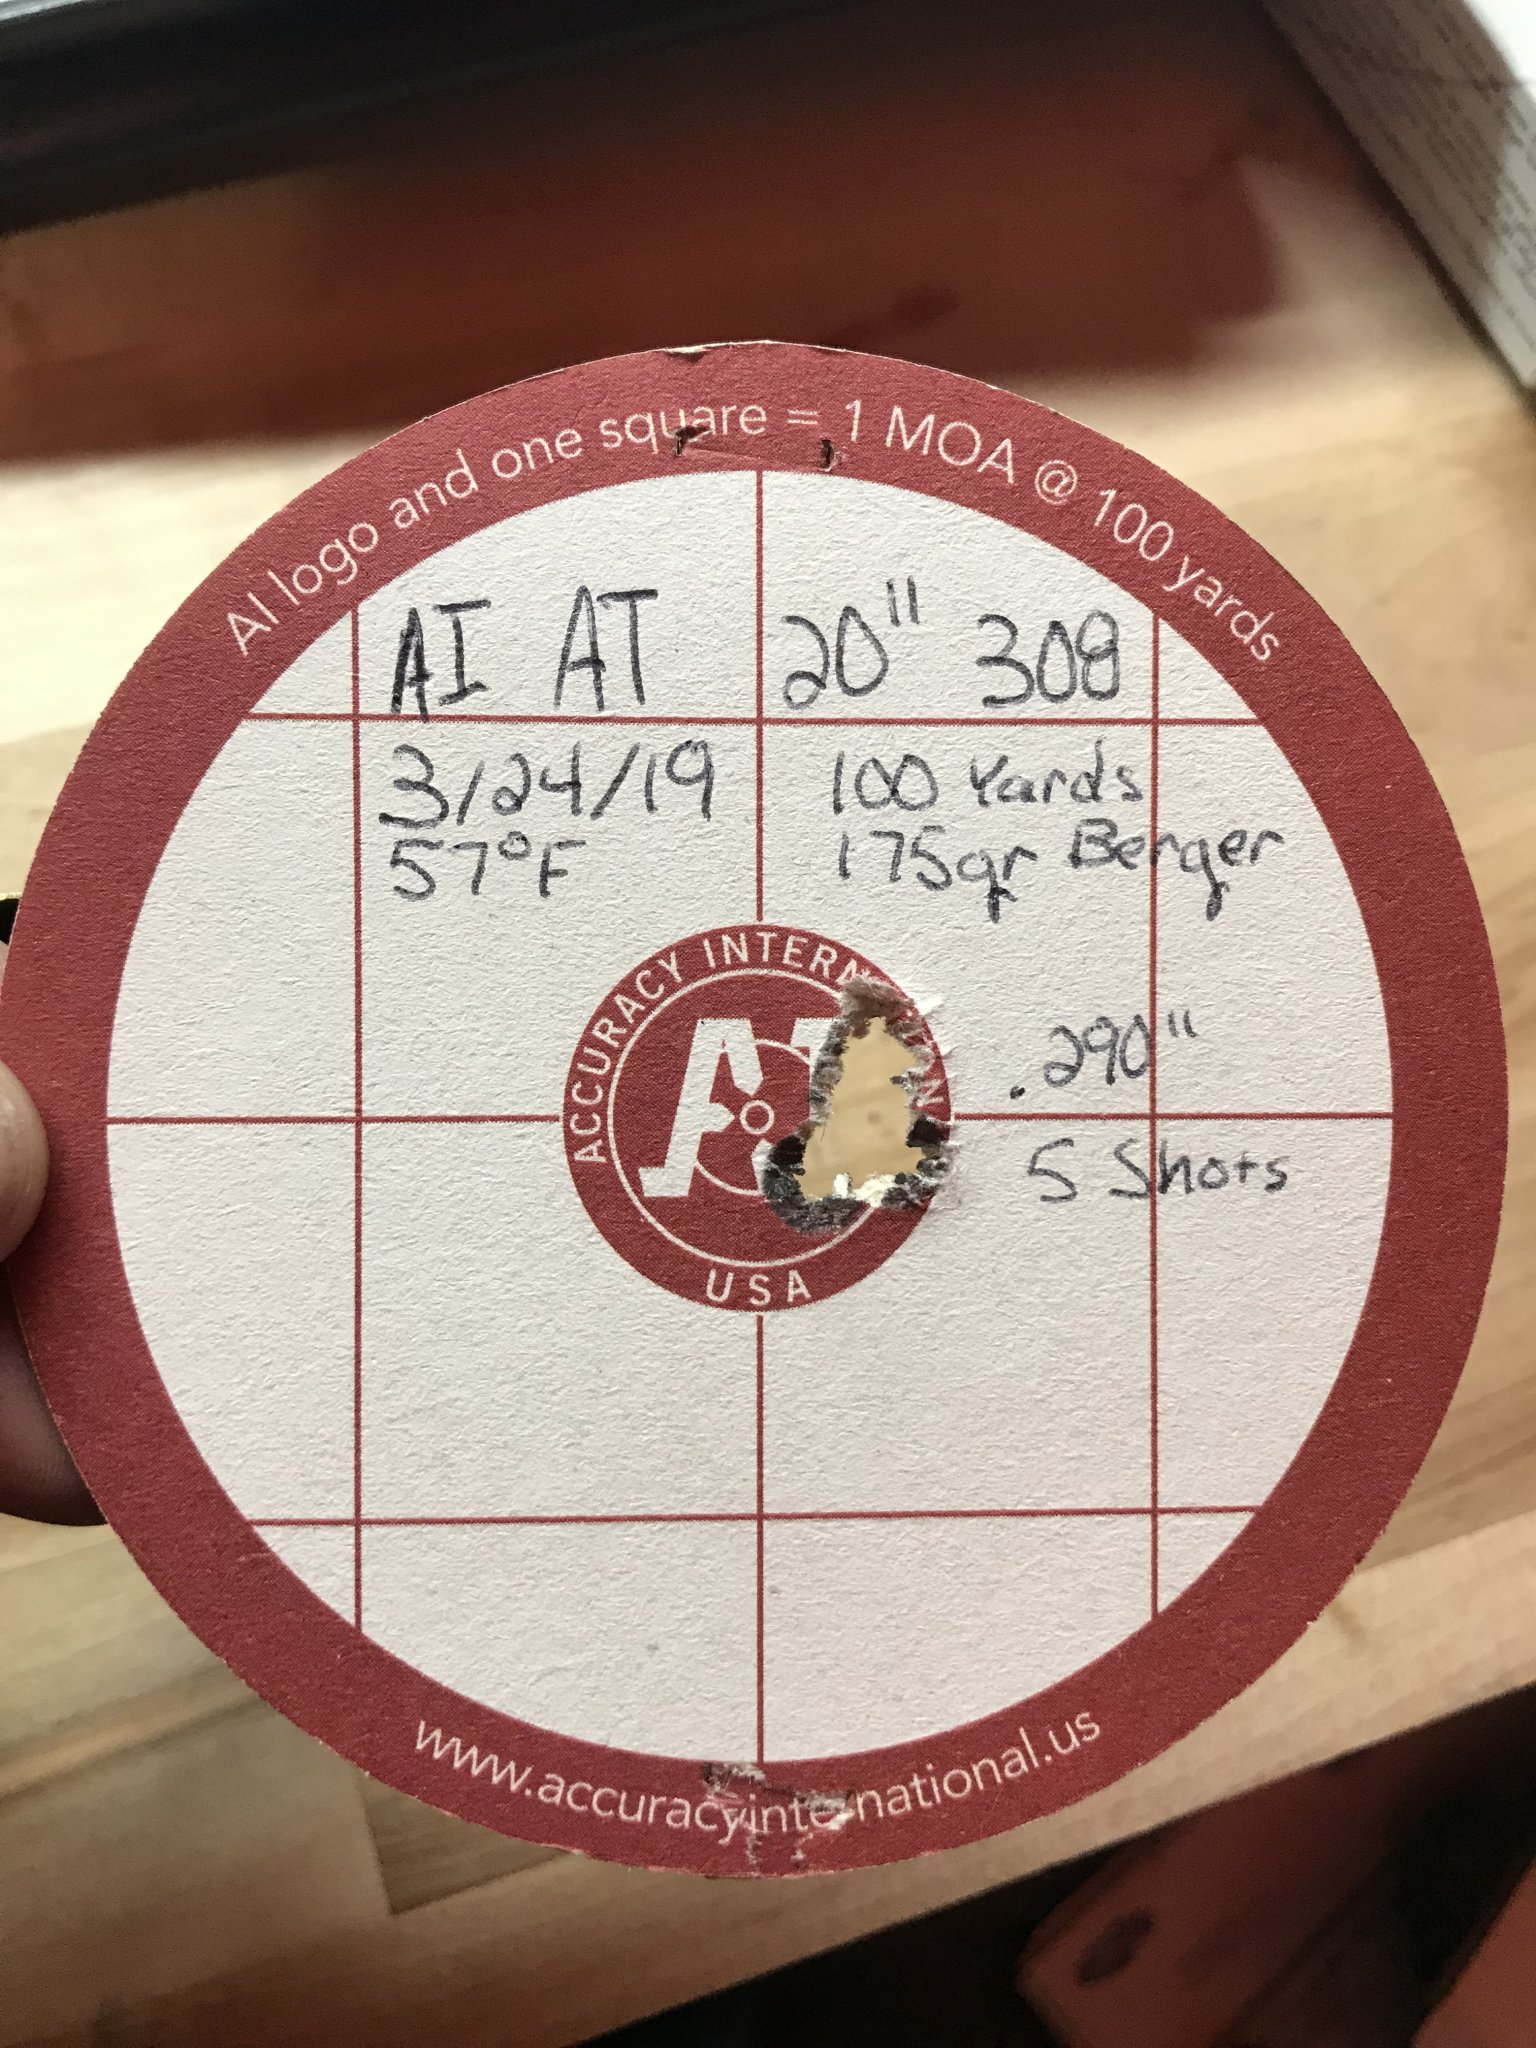 AI logo and one square = 1 MOA @ 100 yards
AI AT 20" 308
3/24/19
57°F
100 Yards
175gr Berger
ACCURACY INTERN
AI
USA
.290"
5 Shots
www.accuracyinternational.us